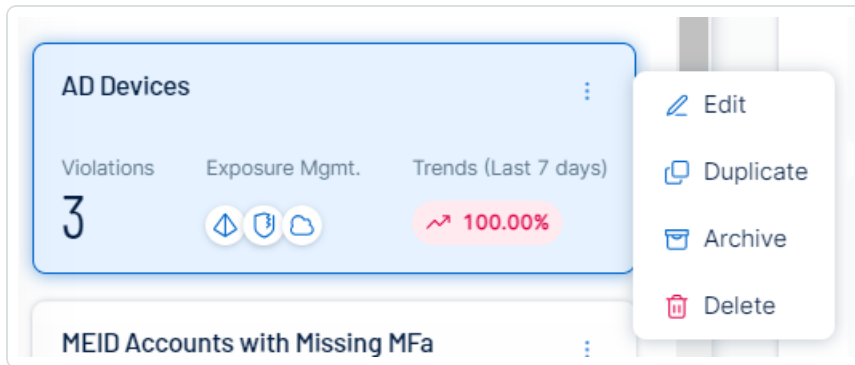 AD Devices
Violations Exposure Mgmt. Trends (Last 7 days)
3 100.00%
Edit
Duplicate
Archive
Delete
MEID Accounts with Missing MFa